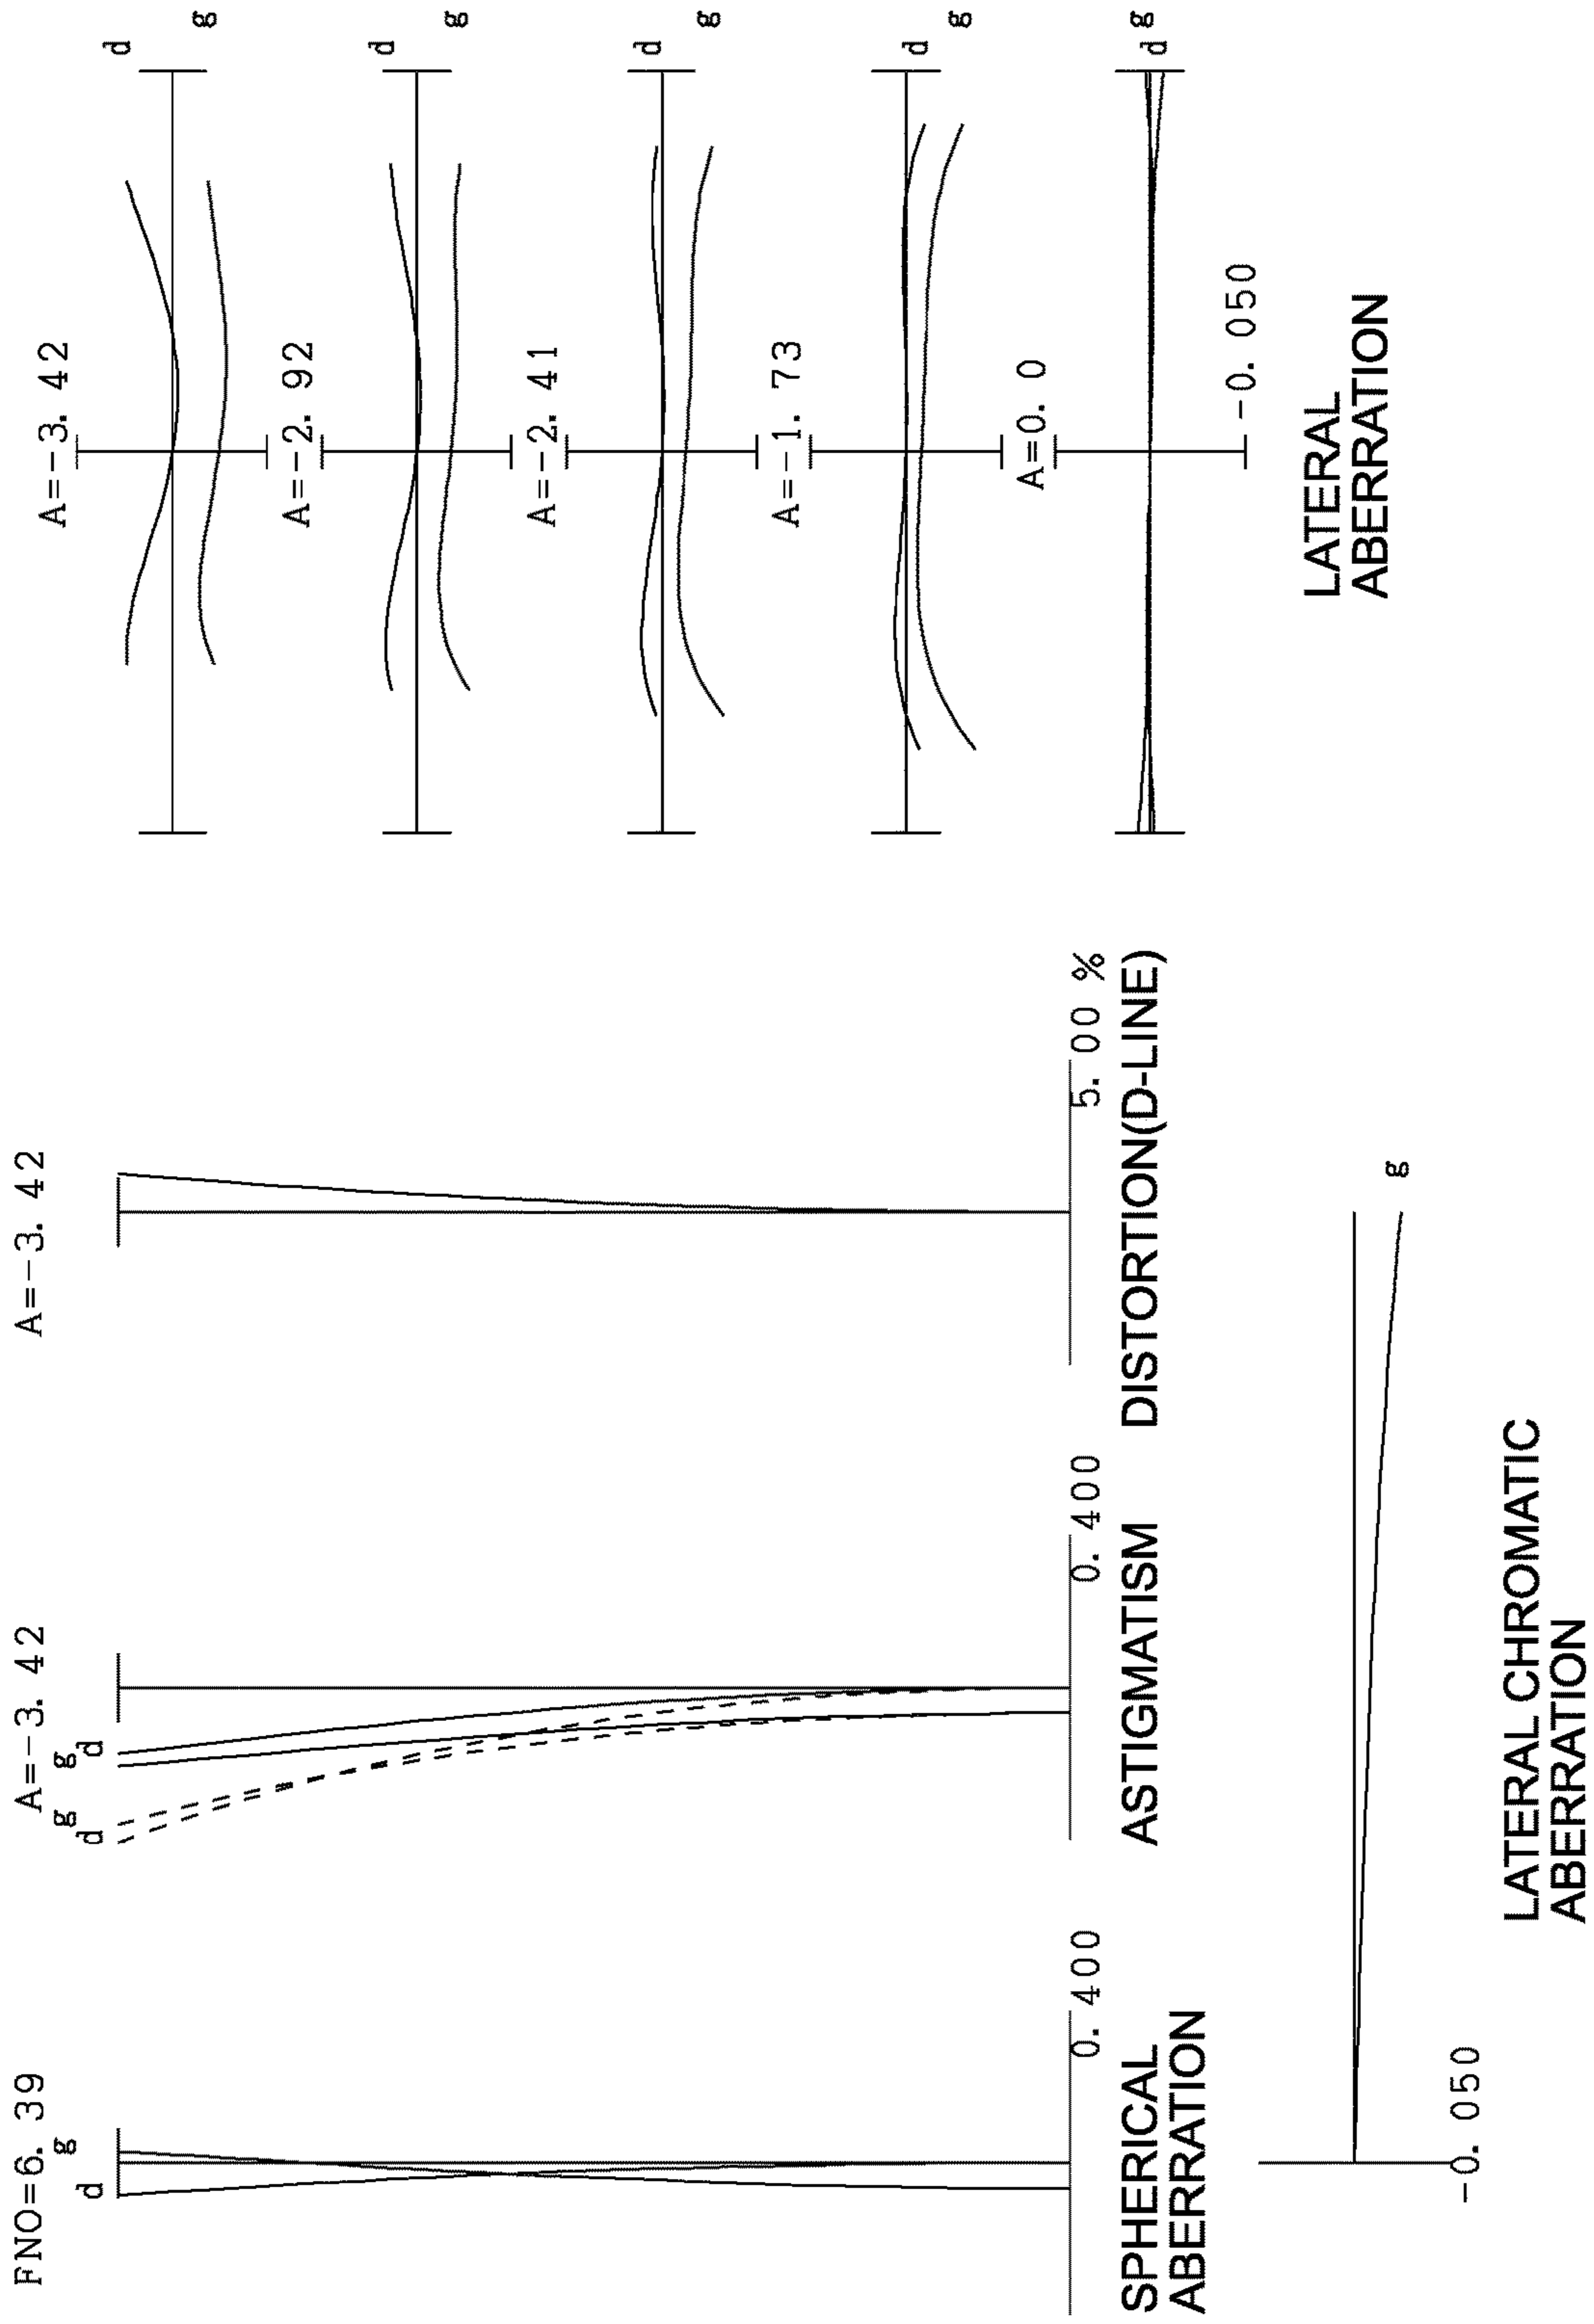 FNO=6. 39
d
g
0. 400
SPHERICAL
ABERRATION
A=-3. 42
d
g
g
d
0. 400
ASTIGMATISM
A=-3. 42
5. 00 %
DISTORTION(D-LINE)
g
-0. 050
LATERAL CHROMATIC
ABERRATION
A=-3. 42
d
g
A=-2. 92
d
g
A=-2. 41
d
g
A=-1. 73
d
g
A=0. 0
d
g
-0. 050
LATERAL
ABERRATION